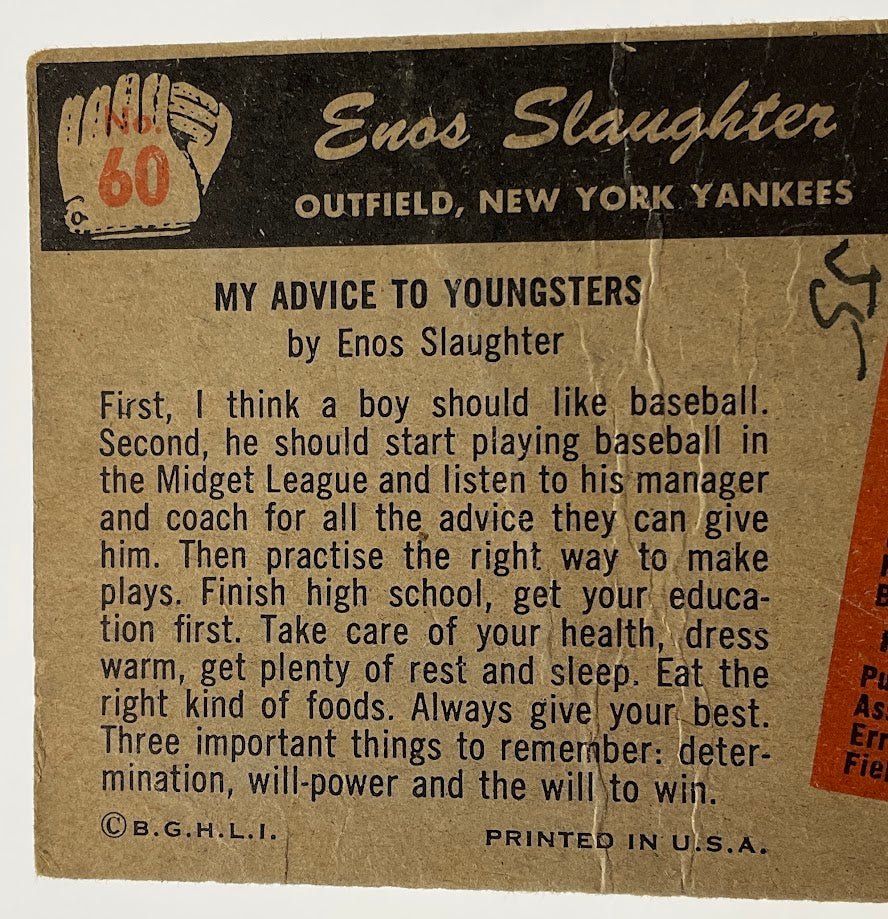 No.
60
Enos Slaughter
OUTFIELD, NEW YORK YANKEES
MY ADVICE TO YOUNGSTERS
by Enos Slaughter
First, I think a boy should like baseball.
Second, he should start playing baseball in
the Midget League and listen to his manager
and coach for all the advice they can give
him. Then practise the right way to make
plays. Finish high school, get your educa-
tion first. Take care of your health, dress
warm, get plenty of rest and sleep. Eat the
right kind of foods. Always give your best.
Three important things to remember: deter-
mination, will-power and the will to win.
©B.G.H.L.I.
PRINTED IN U.S.A.